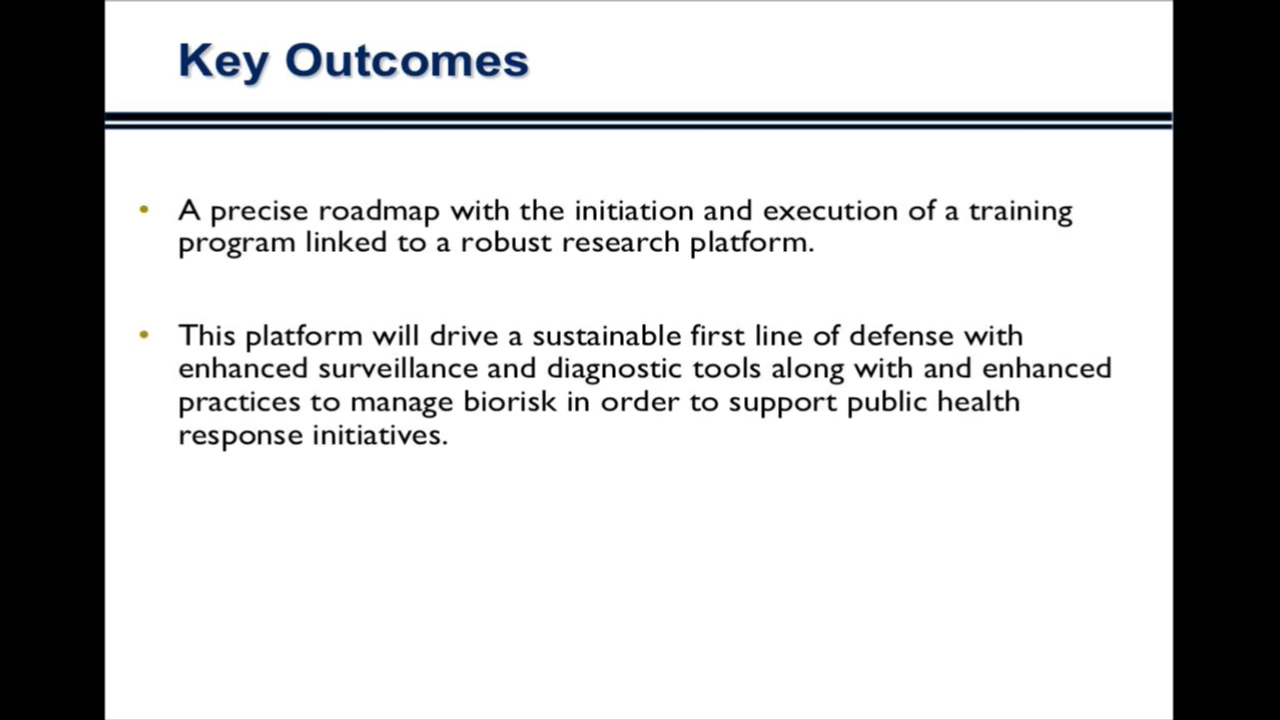 Key Outcomes
• A precise roadmap with the initiation and execution of a training
program linked to a robust research platform.
• This platform will drive a sustainable first line of defense with
enhanced surveillance and diagnostic tools along with and enhanced
practices to manage biorisk in order to support public health
response initiatives.